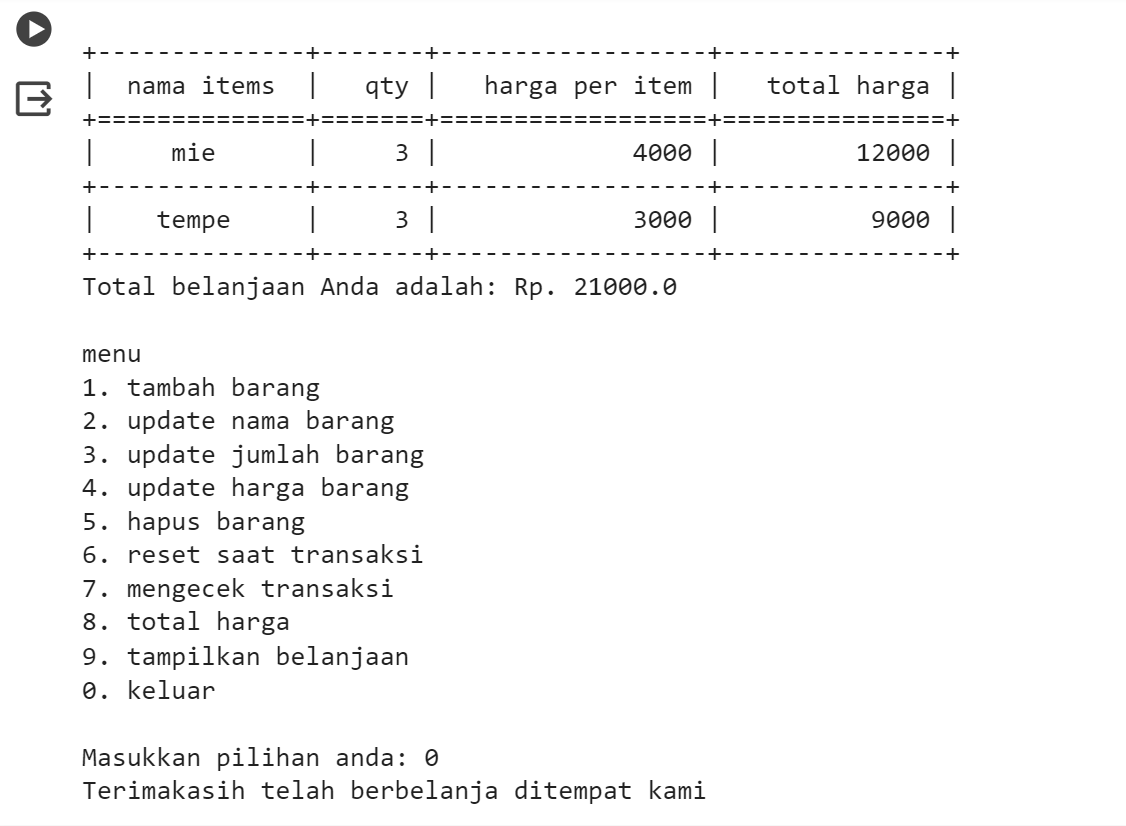 +--------------+-------+------------------+---------------+
|  nama items  |   qty |   harga per item |   total harga |
+==============+=======+==================+===============+
|     mie      |     3 |             4000 |         12000 |
+--------------+-------+------------------+---------------+
|    tempe     |     3 |             3000 |          9000 |
+--------------+-------+------------------+---------------+
Total belanjaan Anda adalah: Rp. 21000.0
menu
1. tambah barang
2. update nama barang
3. update jumlah barang
4. update harga barang
5. hapus barang
6. reset saat transaksi
7. mengecek transaksi
8. total harga
9. tampilkan belanjaan
0. keluar
Masukkan pilihan anda: 0
Terimakasih telah berbelanja ditempat kami